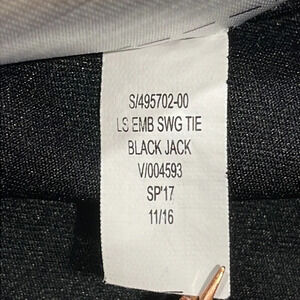 S/495702-00
LS EMB SWG TIE
BLACK JACK
V/004593
SP'17
11/16